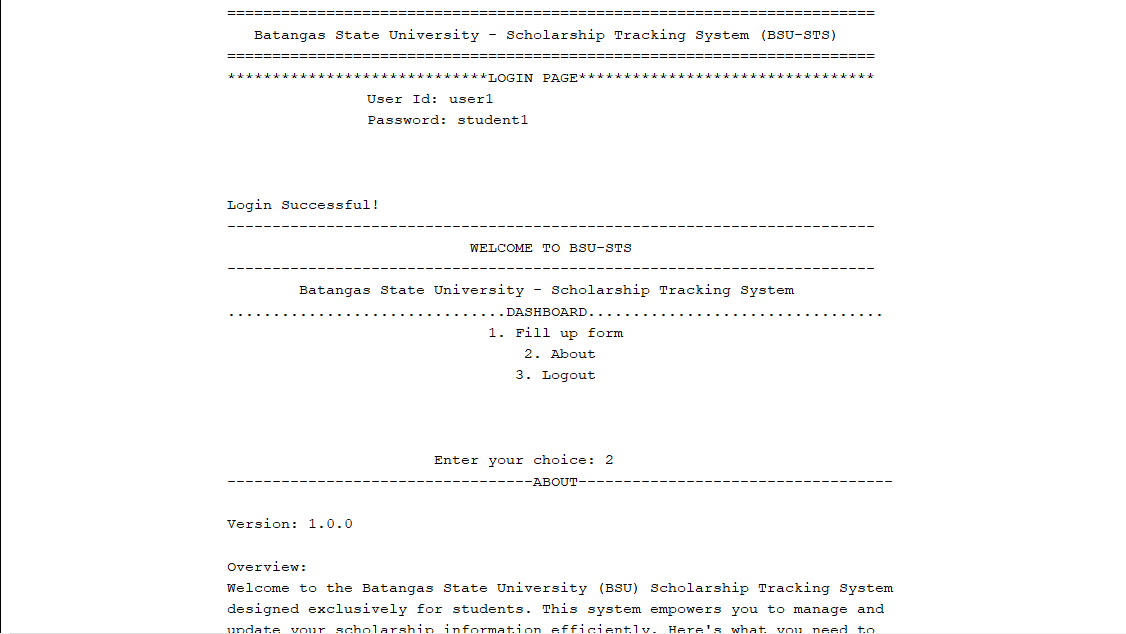 ========================================================================
Batangas State University - Scholarship Tracking System (BSU-STS)
========================================================================
*****************************LOGIN PAGE*********************************
User Id: user1
Password: student1
Login Successful!
------------------------------------------------------------------------
WELCOME TO BSU-STS
------------------------------------------------------------------------
Batangas State University - Scholarship Tracking System
...............................DASHBOARD.................................
1. Fill up form
2. About
3. Logout
Enter your choice: 2
----------------------------------ABOUT-----------------------------------
Version: 1.0.0
Overview:
Welcome to the Batangas State University (BSU) Scholarship Tracking System
designed exclusively for students. This system empowers you to manage and
update your scholarship information efficiently. Here's what you need to